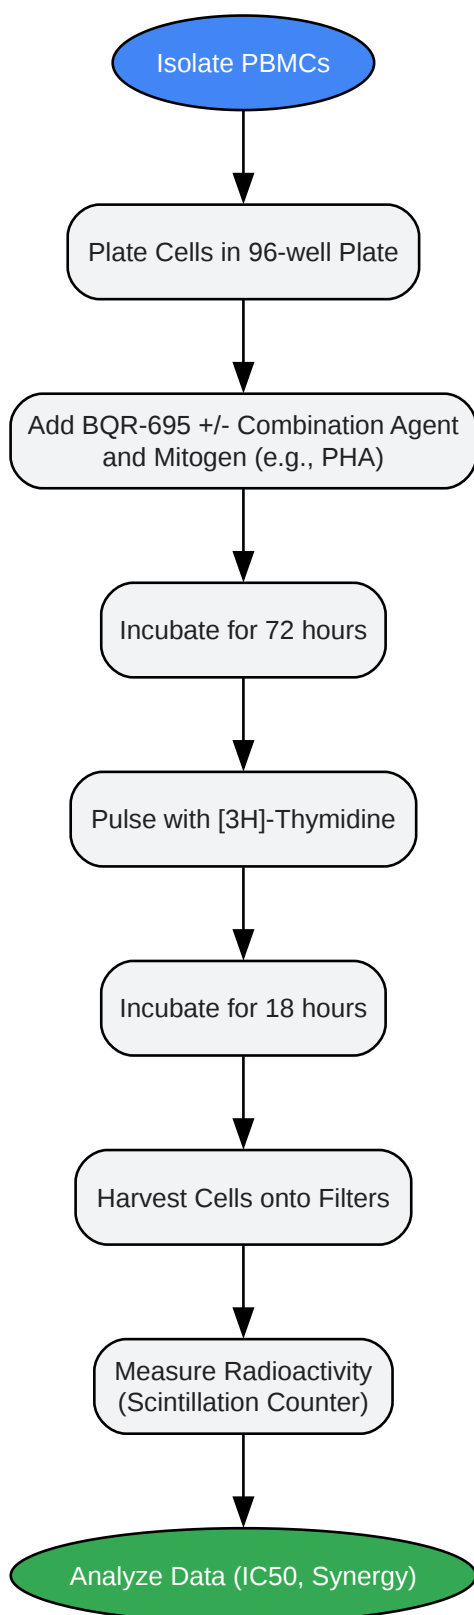 Isolate PBMCs
Plate Cells in 96-well Plate
Add BQR-695 +/- Combination Agent
and Mitogen (e.g., PHA)
Incubate for 72 hours
Pulse with [3H]-Thymidine
Incubate for 18 hours
Harvest Cells onto Filters
Measure Radioactivity
(Scintillation Counter)
Analyze Data (IC50, Synergy)